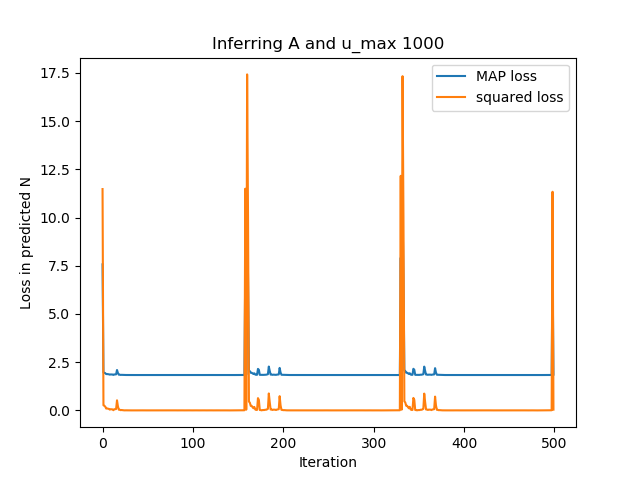 Inferring A and u_max 1000
MAP loss
squared loss
17.5
15.0
12.5
10.0
7.5
5.0
2.5
0.0
Loss in predicted N
0 100 200 300 400 500
Iteration